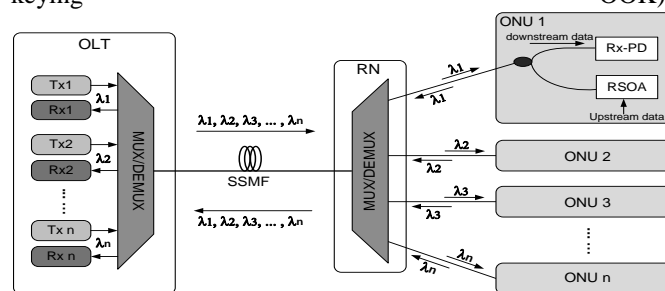 keying OOK)
OLT
Tx1
Rx1
λ1
Tx2
Rx2
λ2
Tx n
Rx n
λn
MUX/DEMUX
λ1, λ2, λ3, ... , λn
SSMF
λ1, λ2, λ3, ... , λn
RN
MUX/DEMUX
λ1
λ1
λ2
λ2
λ3
λ3
λn
λn
ONU 1
downstream data
Rx-PD
RSOA
Upstream data
ONU 2
ONU 3
ONU n